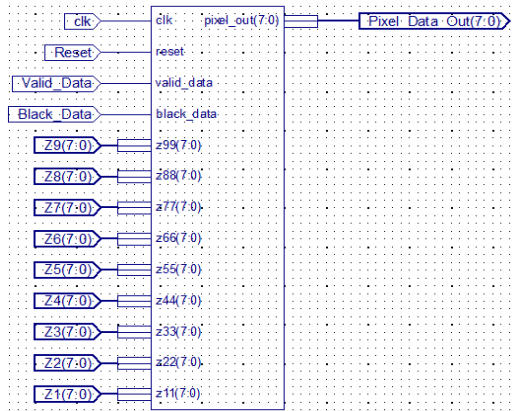 clk clk pixel_out(7:0) Pixel Data Out(7:0)
Reset reset
Valid_Data valid_data
Black_Data black_data
Z9(7:0) z99(7:0)
Z8(7:0) z88(7:0)
Z7(7:0) z77(7:0)
Z6(7:0) z66(7:0)
Z5(7:0) z55(7:0)
Z4(7:0) z44(7:0)
Z3(7:0) z33(7:0)
Z2(7:0) z22(7:0)
Z1(7:0) z11(7:0)